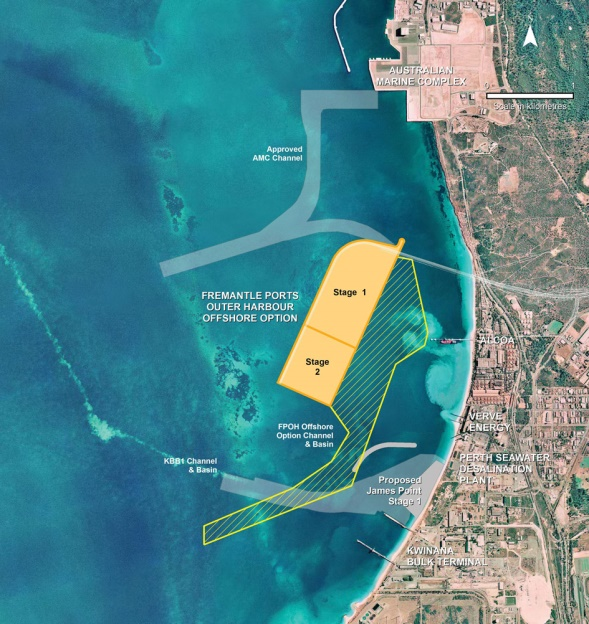 AUSTRALIAN
MARINE COMPLEX
Scale in kilometres
Approved
AMC Channel
Stage 1
FREMANTLE PORTS
OUTER HARBOUR
OFFSHORE OPTION
ALCOA
Stage
2
VERVE
ENERGY
FPOH Offshore
Option Channel
& Basin
PERTH SEAWATER
DESALINATION
PLANT
KBB1 Channel
& Basin
Proposed
James Point
Stage 1
KWINANA
BULK TERMINAL